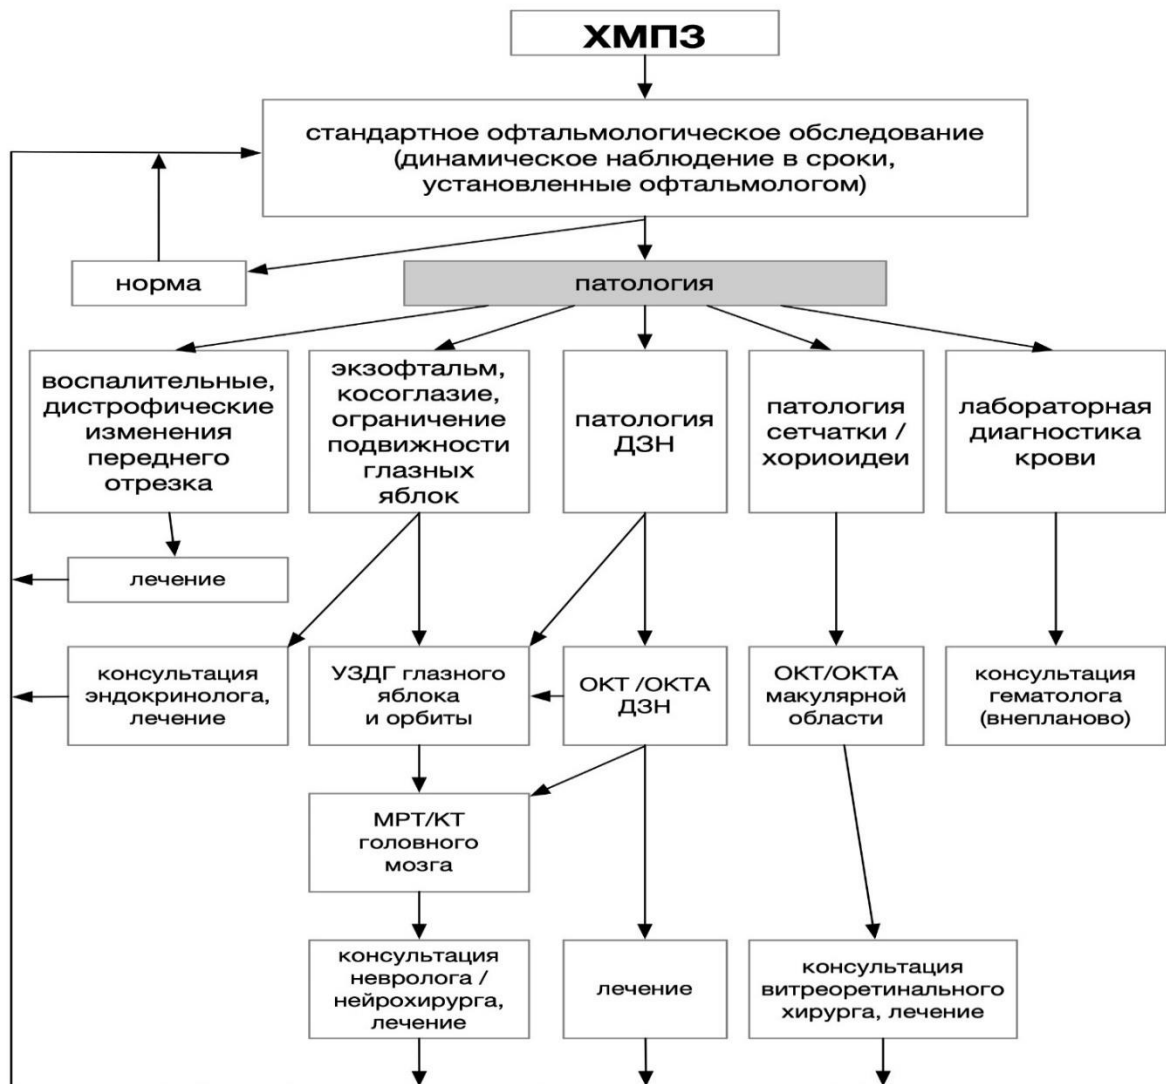 ХМПЗ
стандартное офтальмологическое обследование
(динамическое наблюдение в сроки,
установленные офтальмологом)
норма
патология
воспалительные,
дистрофические
изменения
переднего
отрезка
экзофтальм,
косоглазие,
ограничение
подвижности
глазных
яблок
патология
ДЗН
патология
сетчатки /
хориоидеи
лабораторная
диагностика
крови
лечение
консультация
эндокринолога,
лечение
УЗДГ глазного
яблока
и орбиты
ОКТ /ОКТА
ДЗН
ОКТ/ОКТА
макулярной
области
консультация
гематолога
(внепланово)
МРТ/КТ
головного
мозга
консультация
невролога /
нейрохирурга,
лечение
лечение
консультация
витреоретинального
хирурга, лечение